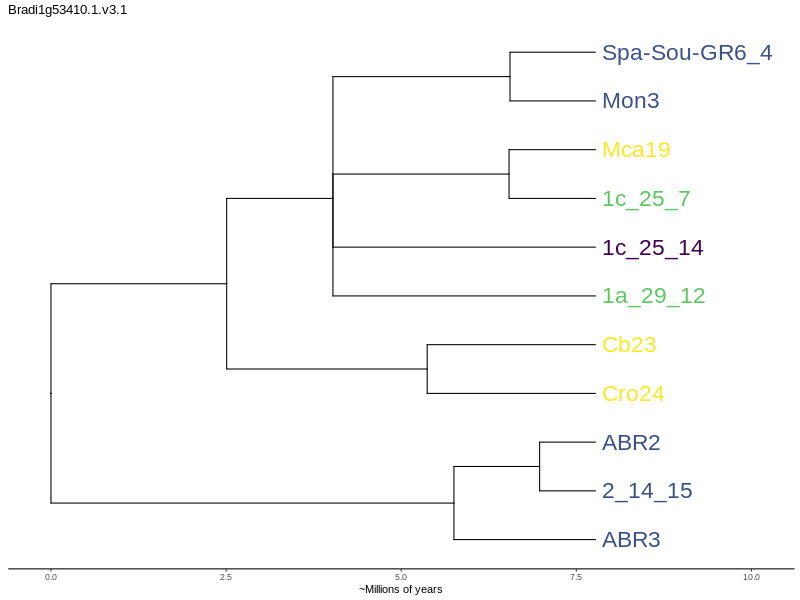 Bradi1g53410.1.v3.1
Spa-Sou-GR6_4
Mon3
Mca19
1c_25_7
1c_25_14
1a_29_12
Cb23
Cro24
ABR2
2_14_15
ABR3
0.0 2.5 5.0 7.5 10.0
~Millions of years